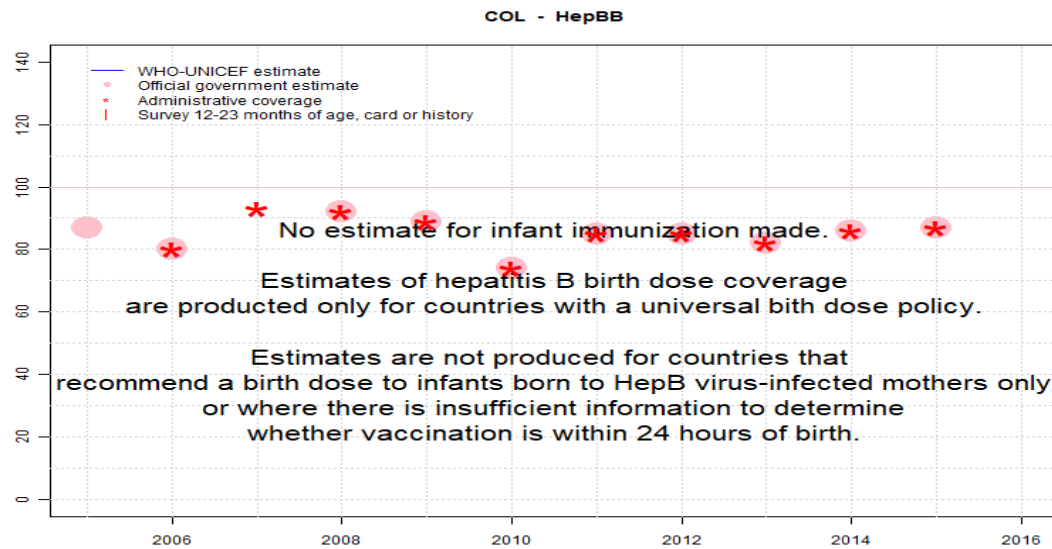 COL - HepBB
WHO-UNICEF estimate
Official government estimate
Administrative coverage
Survey 12-23 months of age, card or history
140
120
100
80
60
40
20
0
No estimate for infant immunization made.
Estimates of hepatitis B birth dose coverage
are producted only for countries with a universal bith dose policy.
Estimates are not produced for countries that
recommend a birth dose to infants born to HepB virus-infected mothers only
or where there is insufficient information to determine
whether vaccination is within 24 hours of birth.
2006 2008 2010 2012 2014 2016